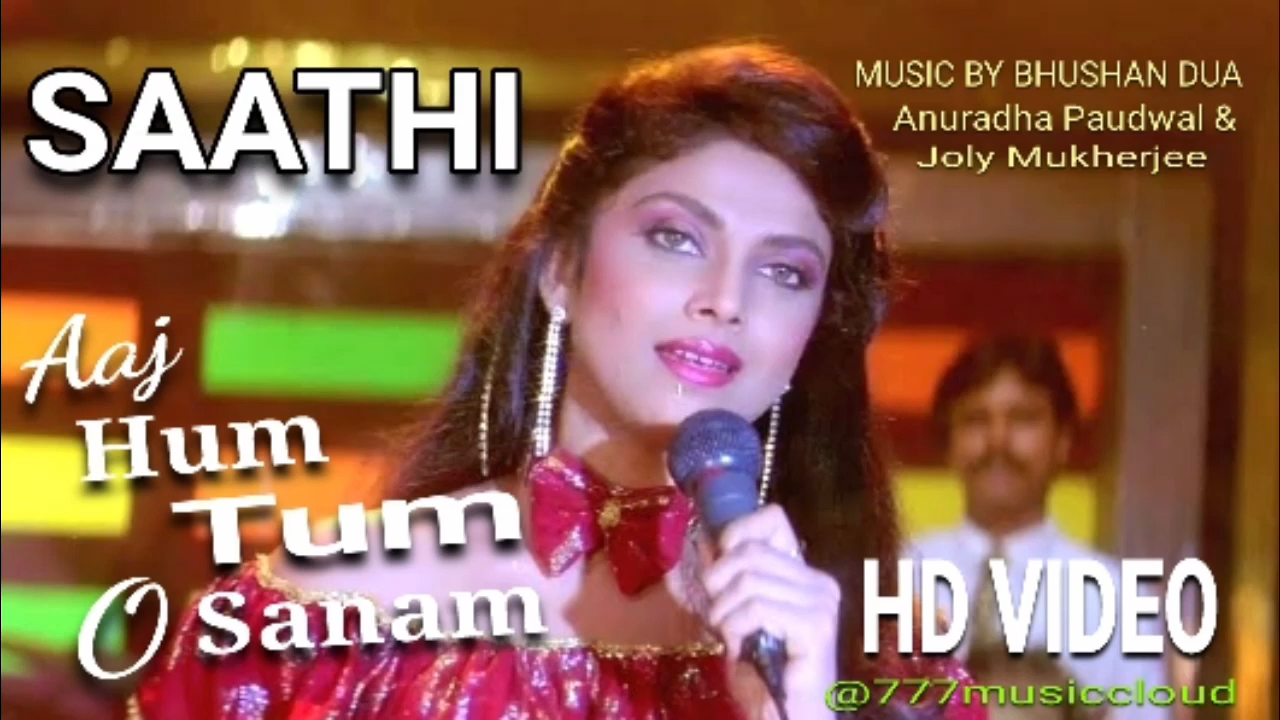 SAATHI
MUSIC BY BHUSHAN DUA
Anuradha Paudwal &
Joly Mukherjee
Aaj
Hum
Tum
O Sanam
HD VIDEO
@777musiccloud